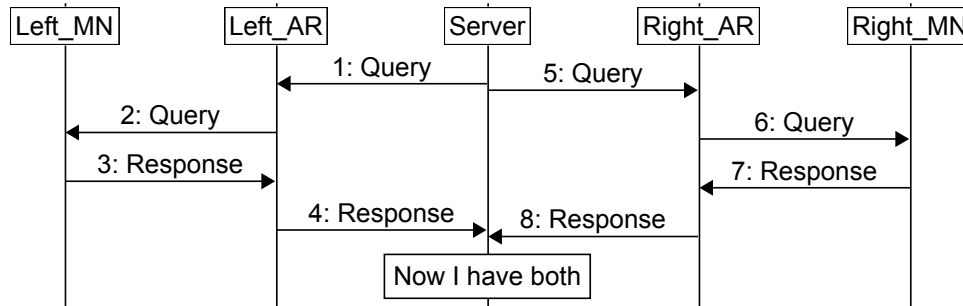 Left_MN
Left_AR
Server
Right_AR
Right_MN
1: Query
5: Query
2: Query
6: Query
3: Response
7: Response
4: Response
8: Response
Now I have both